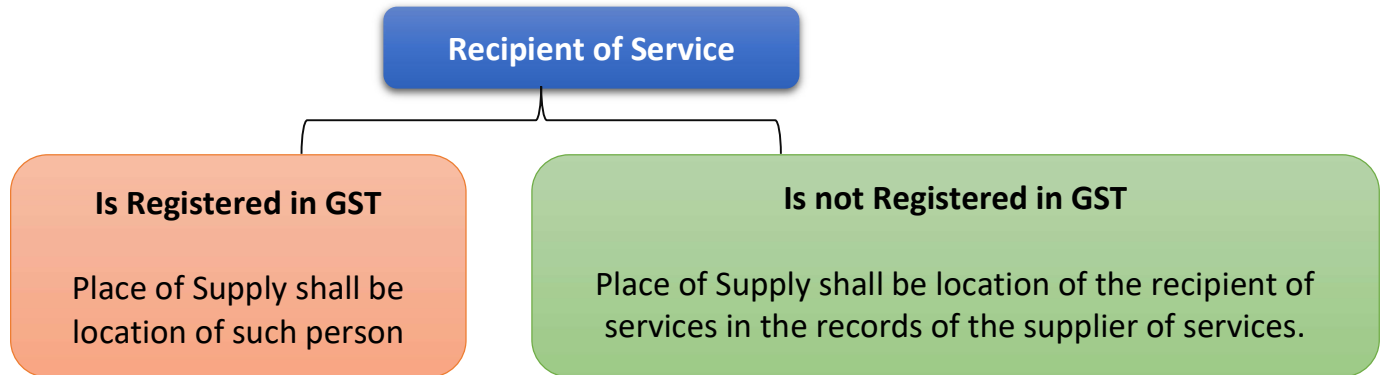 Recipient of Service
Is Registered in GST
Place of Supply shall be
location of such person
Is not Registered in GST
Place of Supply shall be location of the recipient of
services in the records of the supplier of services.